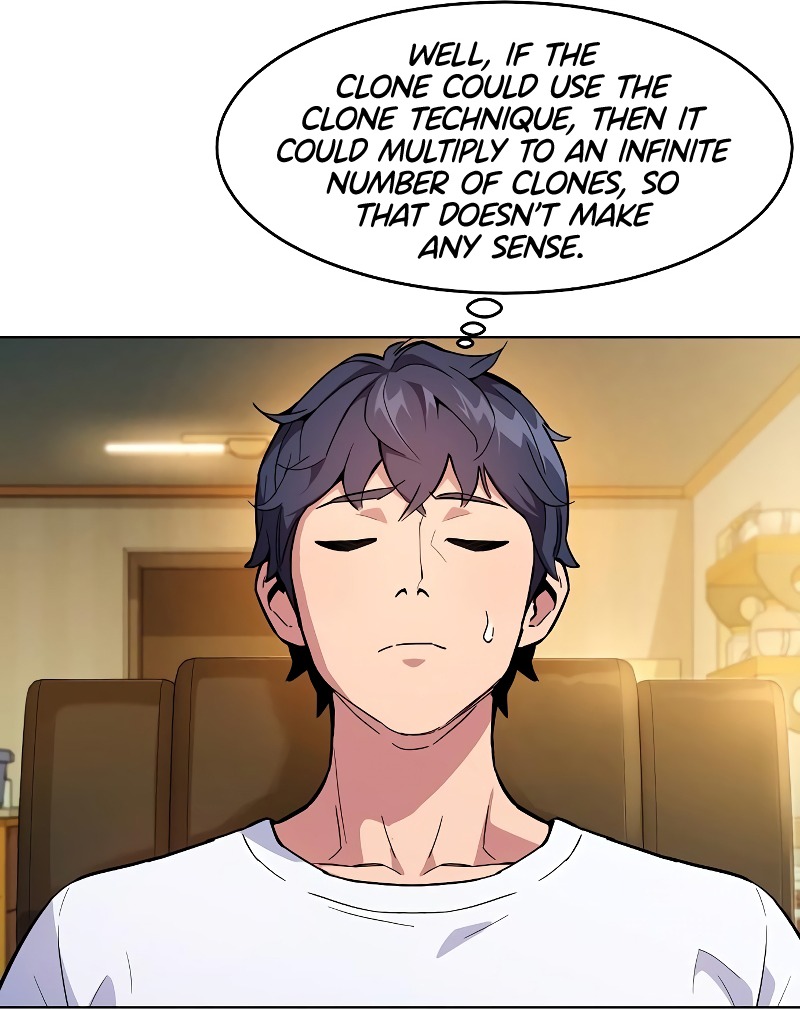 WELL, IF THE
CLONE COULD USE THE
CLONE TECHNIQUE, THEN IT
COULD MULTIPLY TO AN INFINITE
NUMBER OF CLONES, SO
THAT DOESN'T MAKE
ANY SENSE.